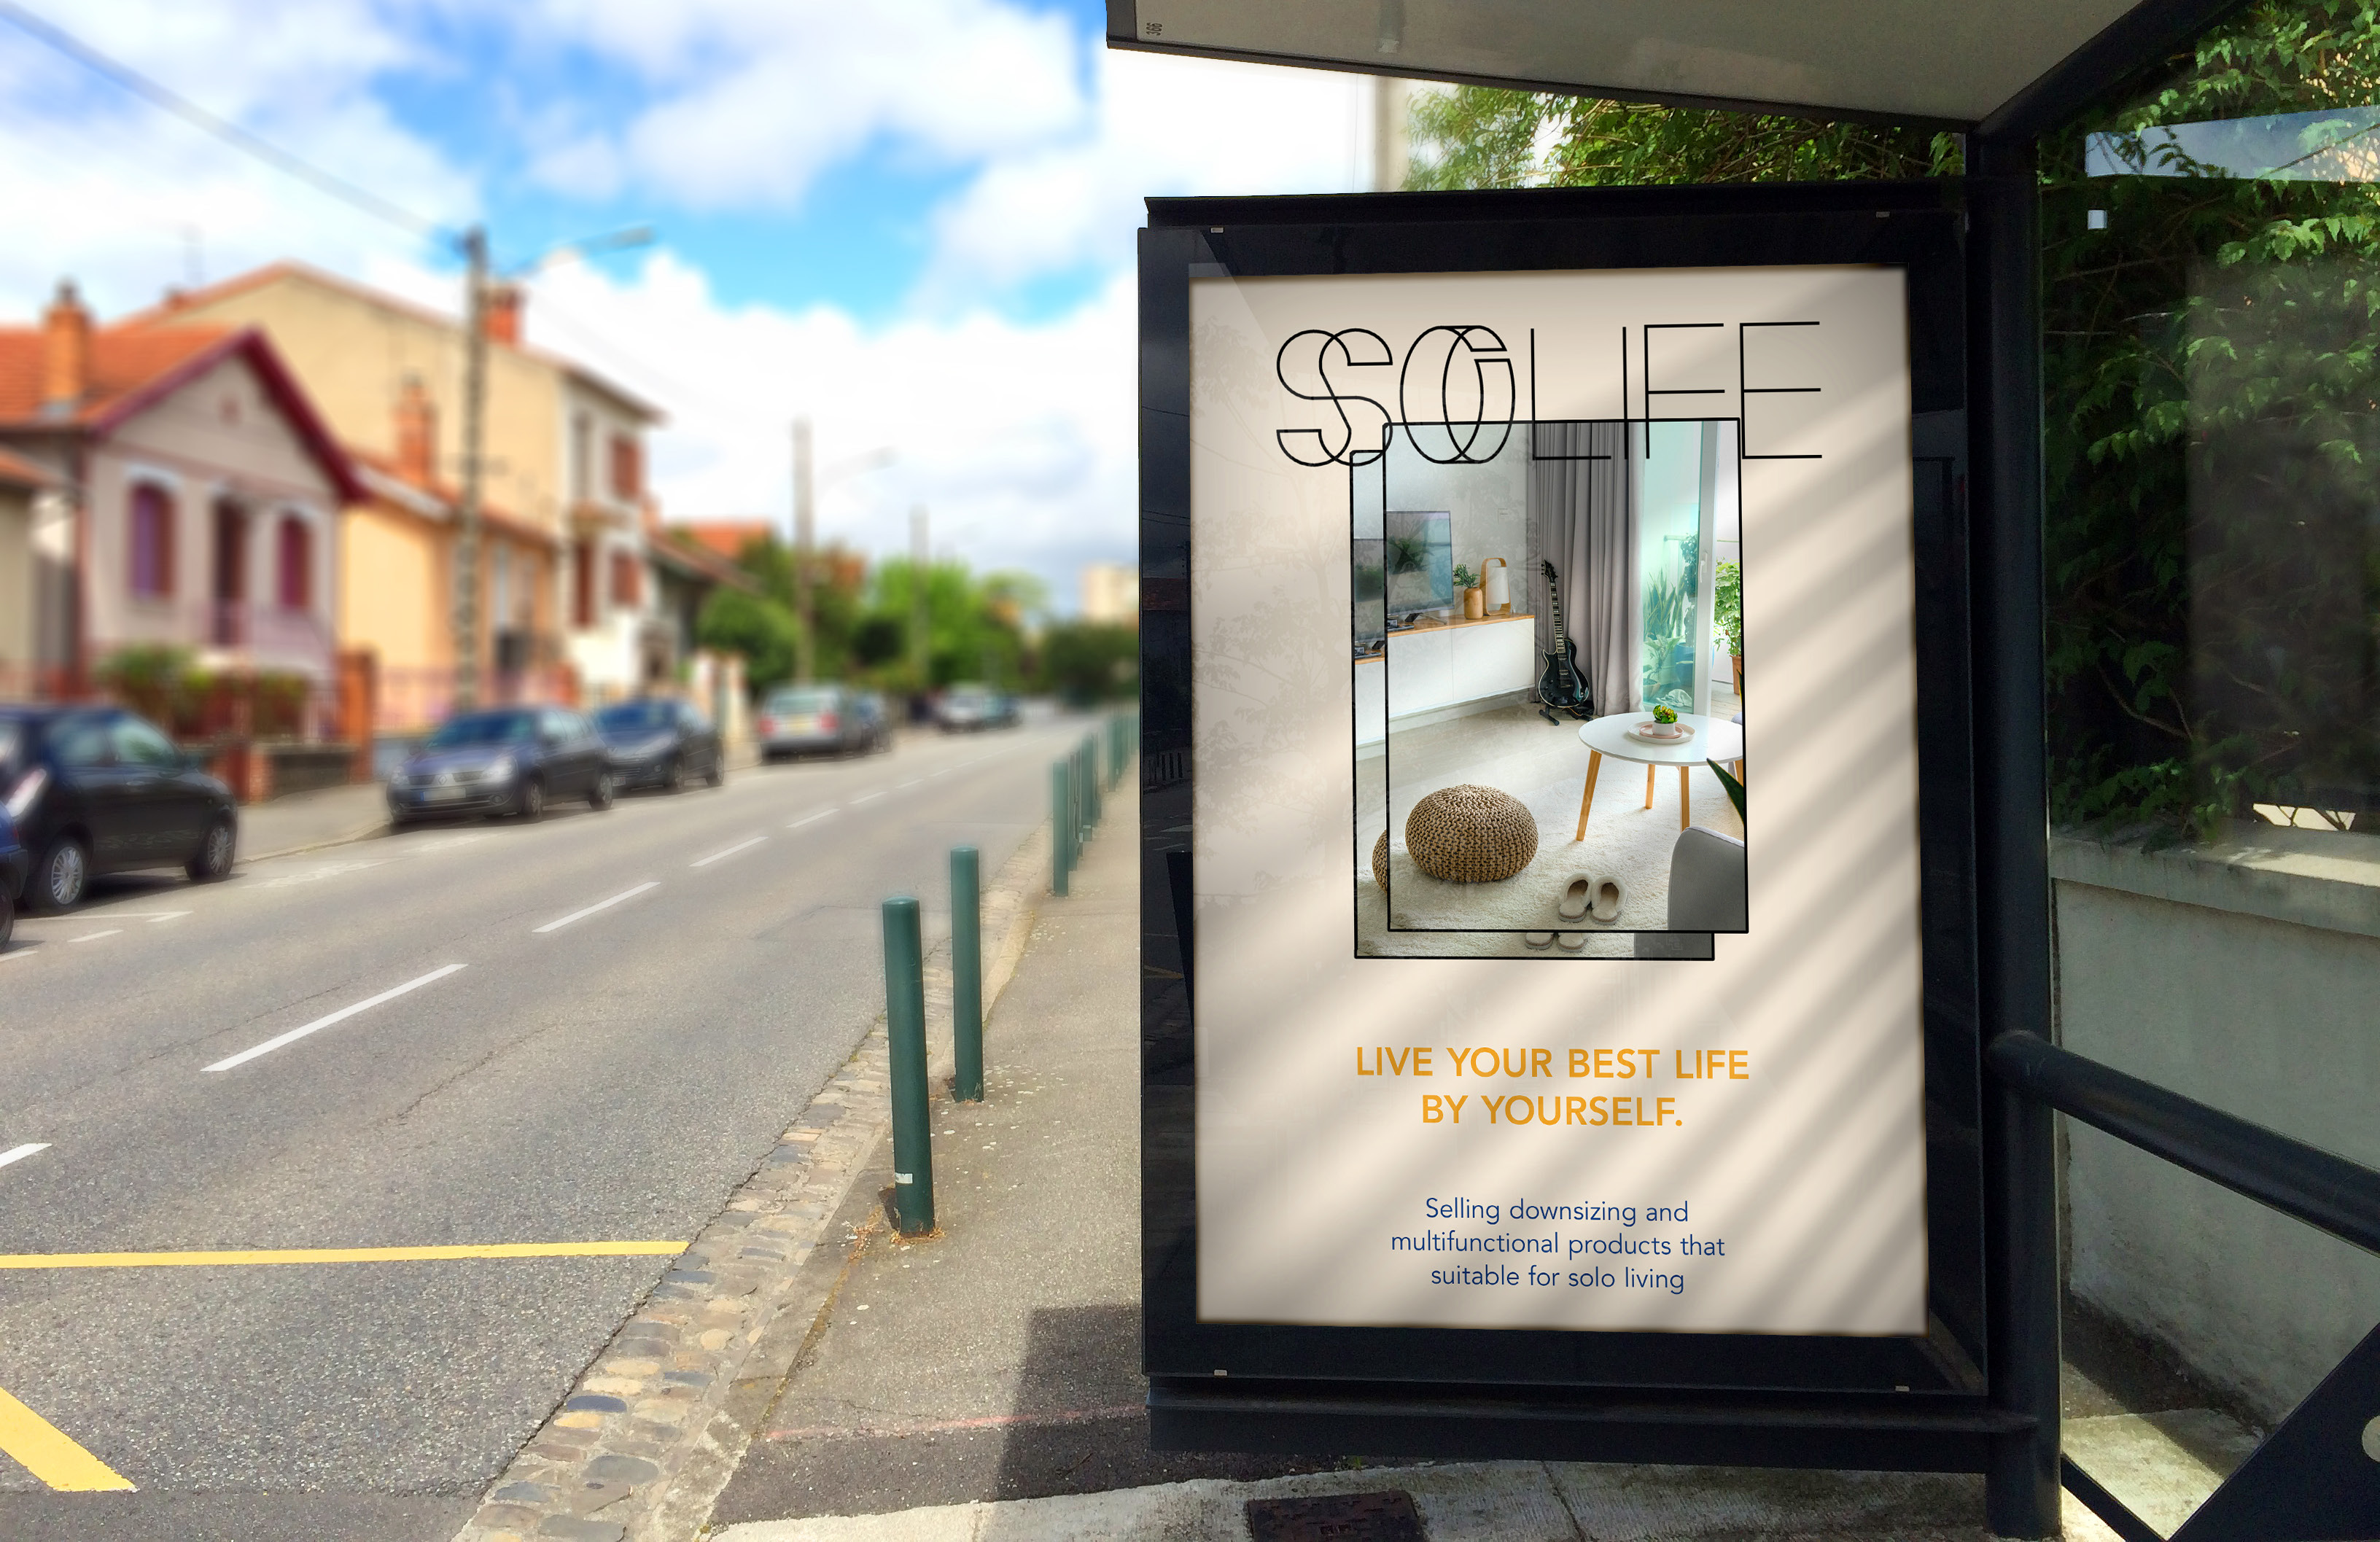 SOLIFE
LIVE YOUR BEST LIFE
BY YOURSELF.
Selling downsizing and
multifunctional products that
suitable for solo living